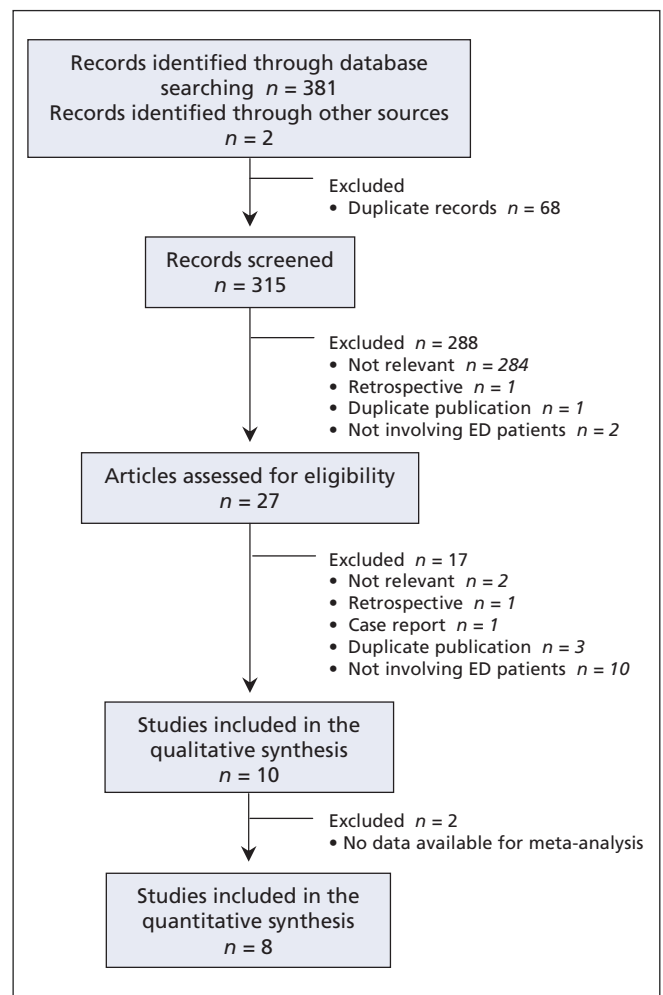 Records identified through database
searching n = 381
Records identified through other sources
n = 2
Excluded
• Duplicate records n = 68
Records screened
n = 315
Excluded n = 288
• Not relevant n = 284
• Retrospective n = 1
• Duplicate publication n = 1
• Not involving ED patients n = 2
Articles assessed for eligibility
n = 27
Excluded n = 17
• Not relevant n = 2
• Retrospective n = 1
• Case report n = 1
• Duplicate publication n = 3
• Not involving ED patients n = 10
Studies included in the
qualitative synthesis
n = 10
Excluded n = 2
• No data available for meta-analysis
Studies included in the
quantitative synthesis
n = 8